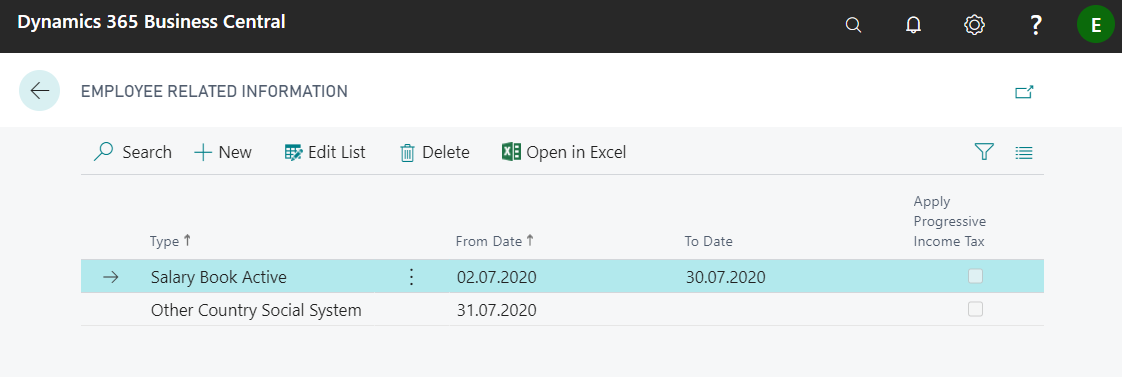 Dynamics 365 Business Central
?
E
EMPLOYEE RELATED INFORMATION
Search
New
Edit List
Delete
Open in Excel
Type ↑
From Date ↑
To Date
Apply
Progressive
Income Tax
Salary Book Active
02.07.2020
30.07.2020
Other Country Social System
31.07.2020